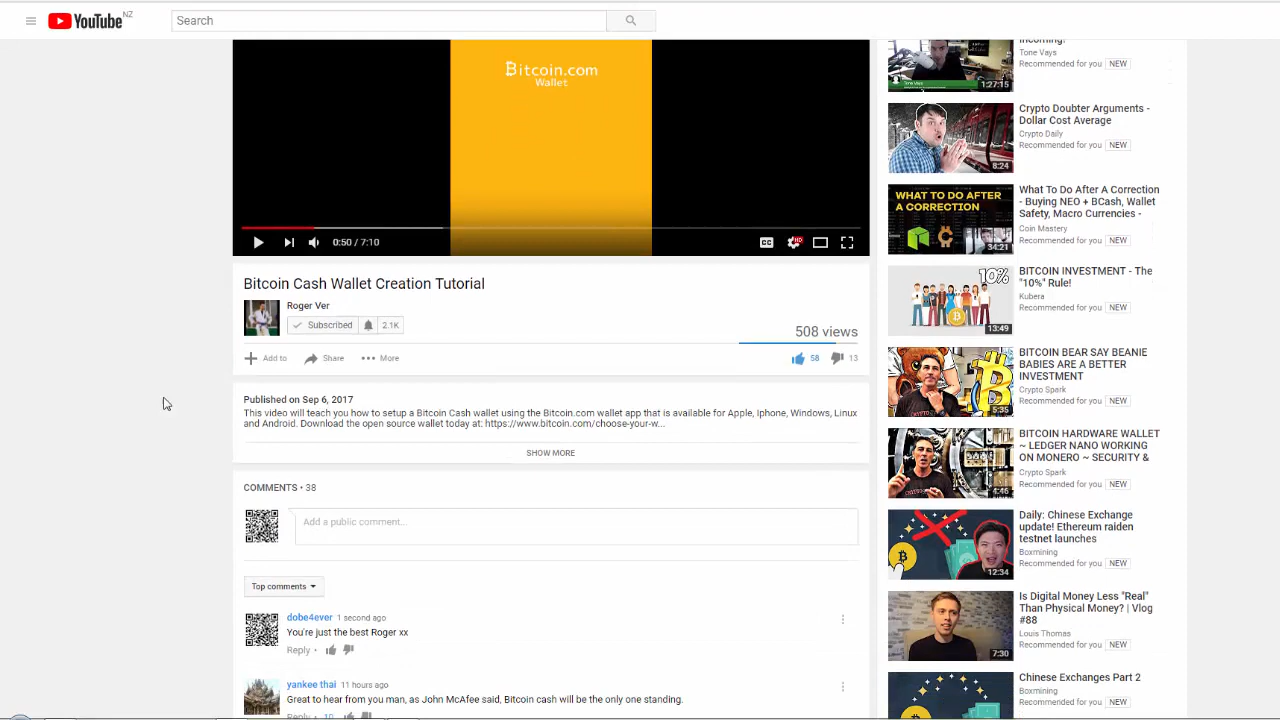 YouTube NZ
Search
Bitcoin.com
Wallet
0:50 / 7:10
CC
HD
Bitcoin Cash Wallet Creation Tutorial
Roger Ver
Subscribed 2.1K
508 views
Add to Share More 58 13
Published on Sep 6, 2017
This video will teach you how to setup a Bitcoin Cash wallet using the Bitcoin.com wallet app that is available for Apple, Iphone, Windows, Linux
and Android. Download the open source wallet today at: https://www.bitcoin.com/choose-your-w...
SHOW MORE
COMMENTS • 38
Add a public comment...
Top comments
dobe4ever 1 second ago
You're just the best Roger xx
Reply
yankee thai 11 hours ago
Great to hear from you man, as John McAfee said, Bitcoin cash will be the only one standing.
Reply 10
Incoming!
Tone Vays
Recommended for you NEW
1:27:15
Crypto Doubter Arguments -
Dollar Cost Average
Crypto Daily
Recommended for you NEW
6:24
WHAT TO DO AFTER
A CORRECTION
34:21
What To Do After A Correction
- Buying NEO + BCash, Wallet
Safety, Macro Currencies -
Coin Mastery
Recommended for you NEW
10%
13:49
BITCOIN INVESTMENT - The
"10%" Rule!
Kubera
Recommended for you NEW
5:35
BITCOIN BEAR SAY BEANIE
BABIES ARE A BETTER
INVESTMENT
Crypto Spark
Recommended for you NEW
4:46
BITCOIN HARDWARE WALLET
~ LEDGER NANO WORKING
ON MONERO ~ SECURITY &
Crypto Spark
Recommended for you NEW
12:34
Daily: Chinese Exchange
update! Ethereum raiden
testnet launches
Boxmining
Recommended for you NEW
7:30
Is Digital Money Less "Real"
Than Physical Money? | Vlog
#88
Louis Thomas
Recommended for you NEW
Chinese Exchanges Part 2
Boxmining
Recommended for you NEW